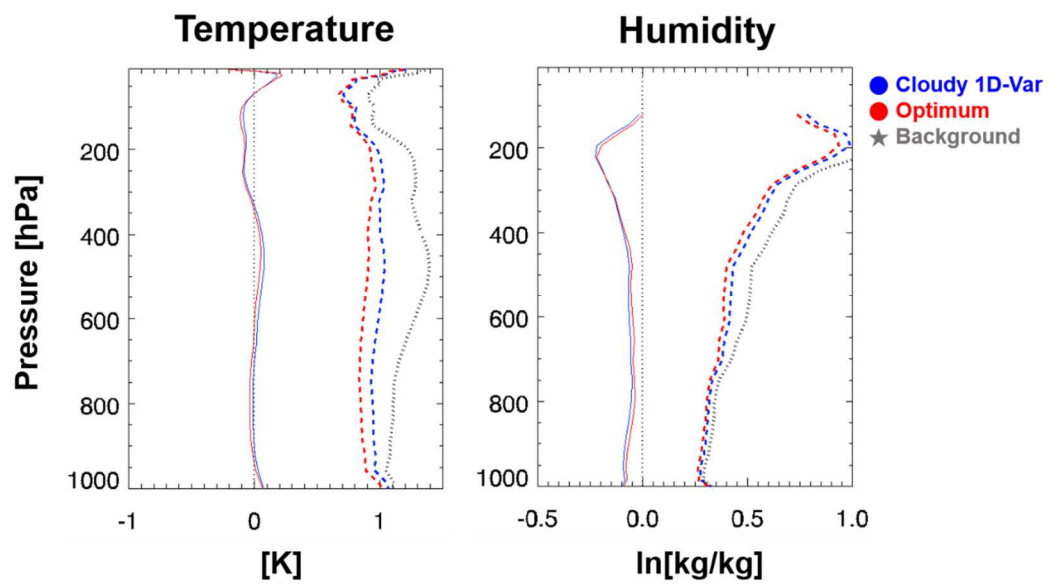 Temperature
Humidity
Cloudy 1D-Var
Optimum
Background
Pressure [hPa]
200
400
600
800
1000
-1
0
1
[K]
200
400
600
800
1000
-0.5
0.0
0.5
1.0
ln[kg/kg]